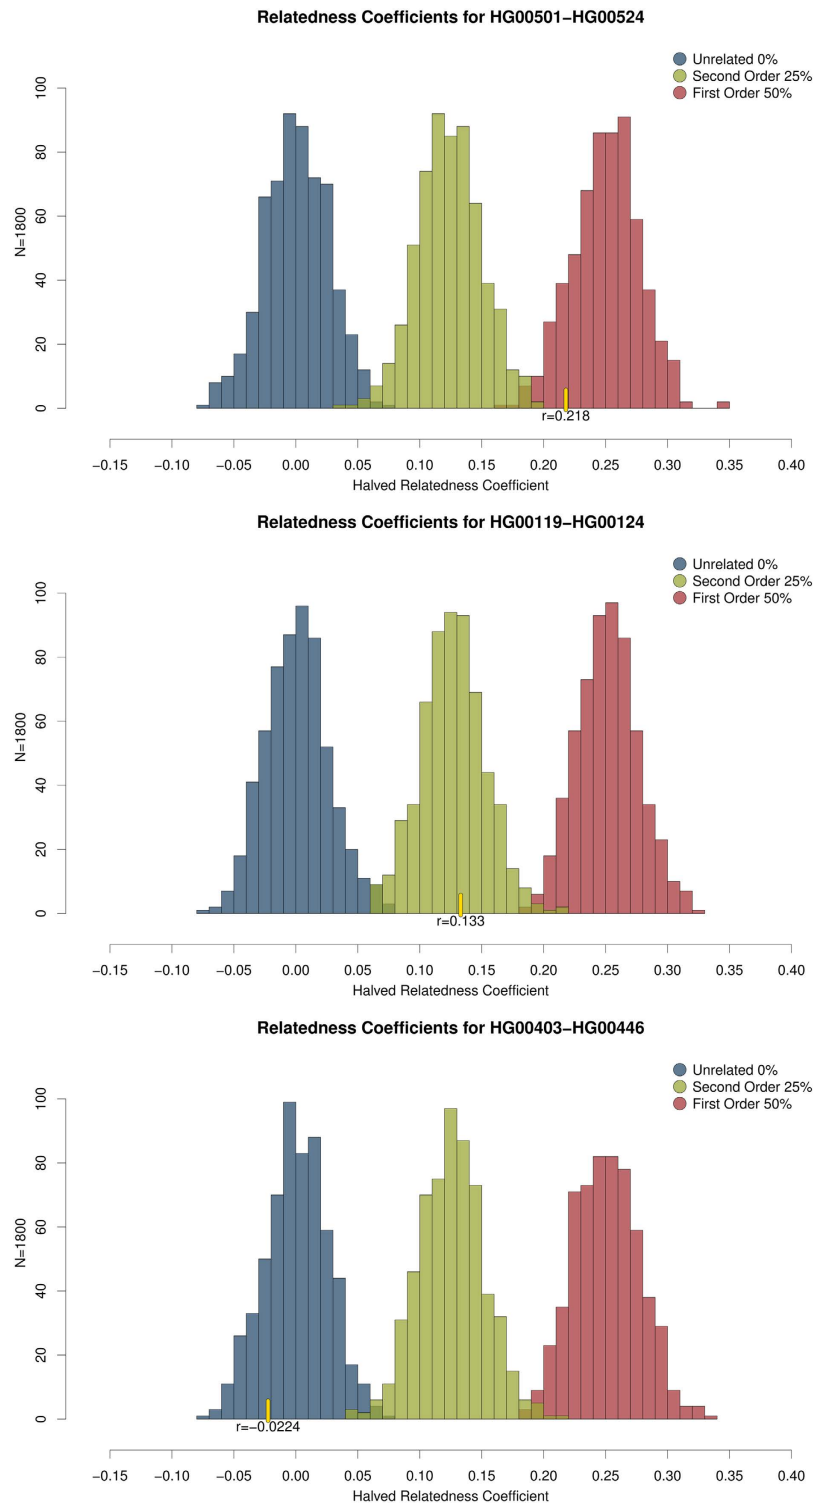 Relatedness Coefficients for HG00501−HG00524
Unrelated 0%
Second Order 25%
First Order 50%
N=1800
0 20 40 60 80 100
r=0.218
−0.15 −0.10 −0.05 0.00 0.05 0.10 0.15 0.20 0.25 0.30 0.35 0.40
Halved Relatedness Coefficient
Relatedness Coefficients for HG00119−HG00124
Unrelated 0%
Second Order 25%
First Order 50%
N=1800
0 20 40 60 80 100
r=0.133
−0.15 −0.10 −0.05 0.00 0.05 0.10 0.15 0.20 0.25 0.30 0.35 0.40
Halved Relatedness Coefficient
Relatedness Coefficients for HG00403−HG00446
Unrelated 0%
Second Order 25%
First Order 50%
N=1800
0 20 40 60 80 100
r=−0.0224
−0.15 −0.10 −0.05 0.00 0.05 0.10 0.15 0.20 0.25 0.30 0.35 0.40
Halved Relatedness Coefficient